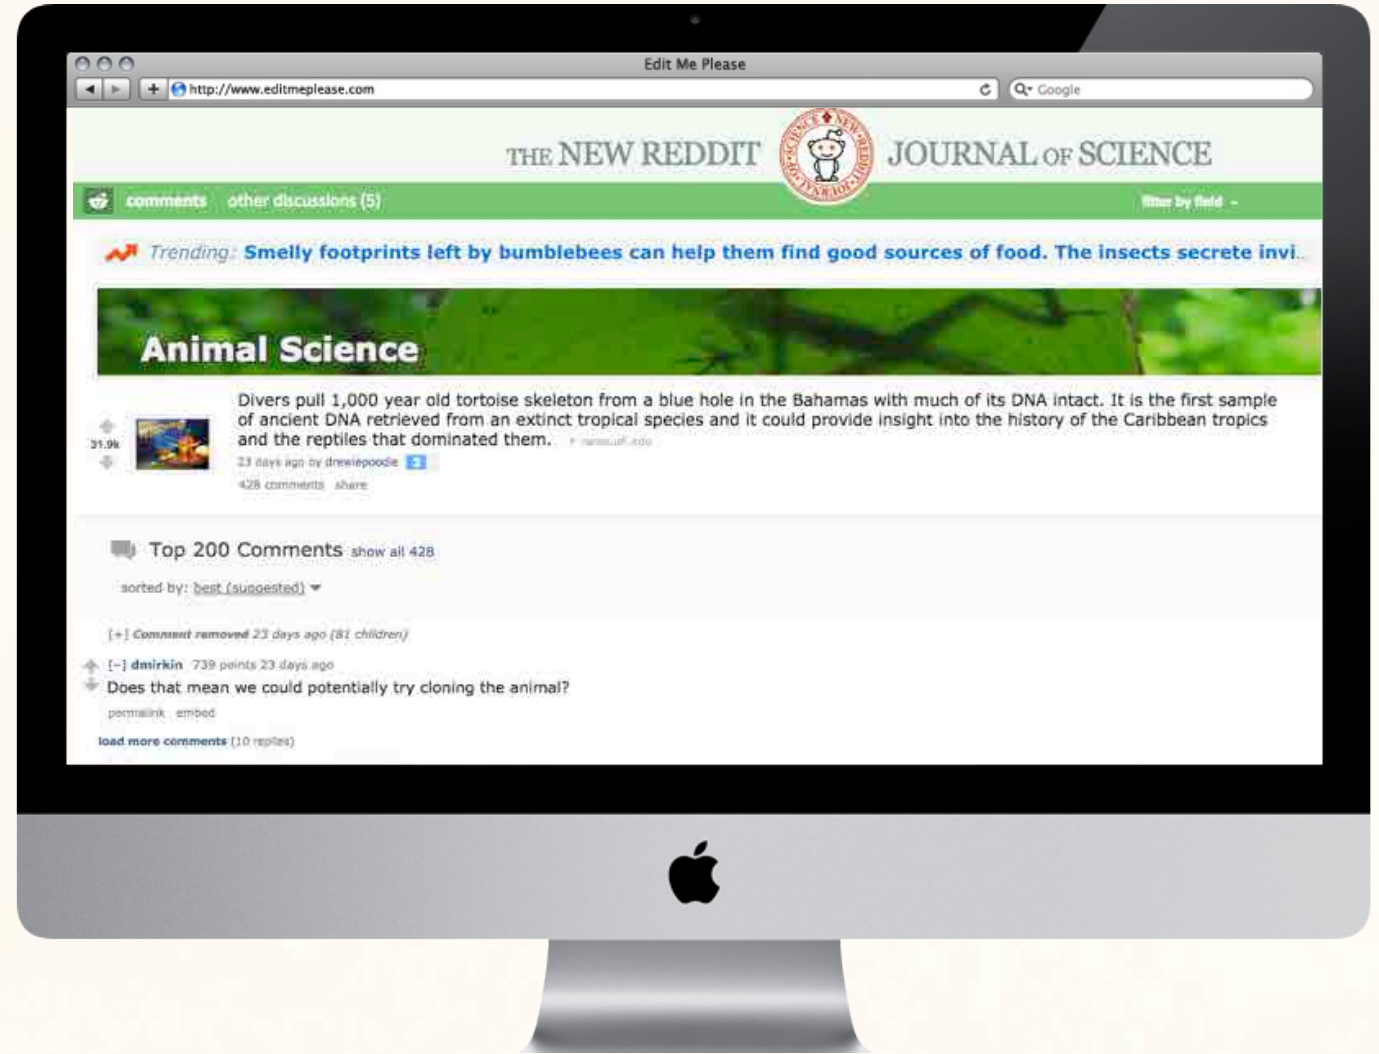 Edit Me Please
http://www.editmeplease.com
Google
THE NEW REDDIT JOURNAL OF SCIENCE
comments other discussions (5) filter by field
Trending: Smelly footprints left by bumblebees can help them find good sources of food. The insects secrete invi..
Animal Science
Divers pull 1,000 year old tortoise skeleton from a blue hole in the Bahamas with much of its DNA intact. It is the first sample
of ancient DNA retrieved from an extinct tropical species and it could provide insight into the history of the Caribbean tropics
and the reptiles that dominated them.
31.9k
23 days ago by drewiepoodle 3
428 comments share
Top 200 Comments show all 428
sorted by: best (suggested)
[+] Comment removed 23 days ago (81 children)
[–] dmirkin 739 points 23 days ago
Does that mean we could potentially try cloning the animal?
permalink embed
load more comments (10 replies)